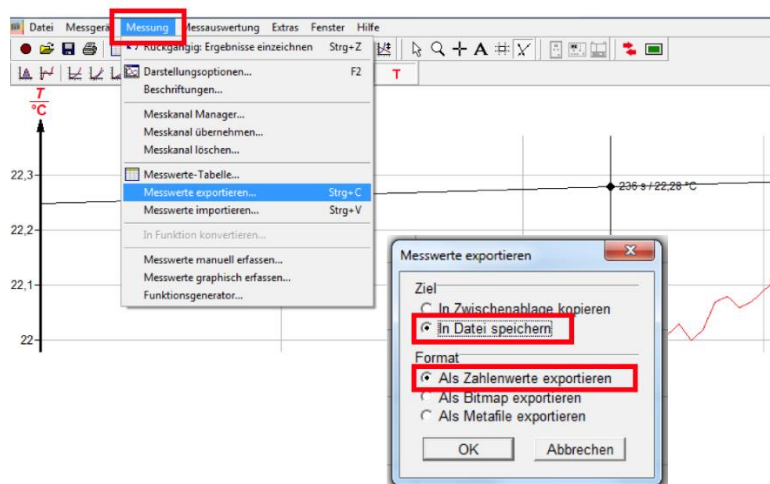 Datei Messgerä Messung Messauswertung Extras Fenster Hilfe
Rückgängig: Ergebnisse einzeichnen Strg+Z
A
T
Darstellungsoptionen... F2
Beschriftungen...
Messkanal Manager...
Messkanal übernehmen...
Messkanal löschen...
Messwerte-Tabelle...
Messwerte exportieren... Strg+C
Messwerte importieren... Strg+V
In Funktion konvertieren...
Messwerte manuell erfassen...
Messwerte graphisch erfassen...
Funktionsgenerator...
T
°C
22,3
22,2
22,1
22
236 s / 22,28 °C
Messwerte exportieren
Ziel
In Zwischenablage kopieren
In Datei speichern
Format
Als Zahlenwerte exportieren
Als Bitmap exportieren
Als Metafile exportieren
OK Abbrechen